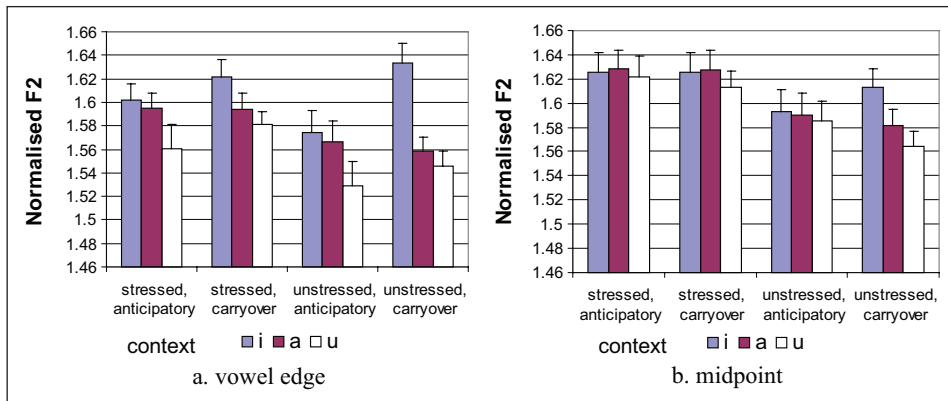 Normalised F2
1.66
1.64
1.62
1.6
1.58
1.56
1.54
1.52
1.5
1.48
1.46
stressed, anticipatory
stressed, carryover
unstressed, anticipatory
unstressed, carryover
context i a u
a. vowel edge
Normalised F2
1.66
1.64
1.62
1.6
1.58
1.56
1.54
1.52
1.5
1.48
1.46
stressed, anticipatory
stressed, carryover
unstressed, anticipatory
unstressed, carryover
context i a u
b. midpoint